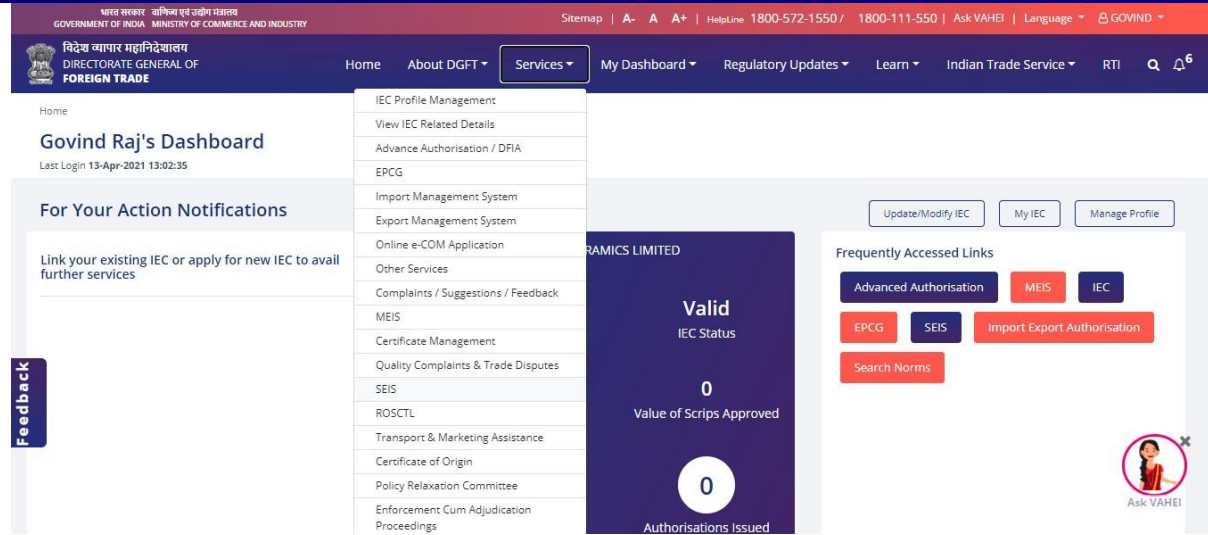 भारत सरकार वाणिज्य एवं उद्योग मंत्रालय
GOVERNMENT OF INDIA MINISTRY OF COMMERCE AND INDUSTRY
Sitemap | A- A A+ | HelpLine 1800-572-1550 / 1800-111-550 | Ask VAHEI | Language GOVIND
विदेश व्यापार महानिदेशालय
DIRECTORATE GENERAL OF
FOREIGN TRADE
Home About DGFT Services My Dashboard Regulatory Updates Learn Indian Trade Service RTI 6
IEC Profile Management
View IEC Related Details
Advance Authorisation / DFIA
EPCG
Import Management System
Export Management System
Online e-COM Application
Other Services
Complaints / Suggestions / Feedback
MEIS
Certificate Management
Quality Complaints & Trade Disputes
SEIS
ROSCTL
Transport & Marketing Assistance
Certificate of Origin
Policy Relaxation Committee
Enforcement Cum Adjudication
Proceedings
Home
Govind Raj's Dashboard
Last Login 13-Apr-2021 13:02:35
For Your Action Notifications
Update/Modify IEC My IEC Manage Profile
Link your existing IEC or apply for new IEC to avail
further services
RAMICS LIMITED
Valid
IEC Status
0
Value of Scrips Approved
0
Authorisations Issued
Frequently Accessed Links
Advanced Authorisation MEIS IEC
EPCG SEIS Import Export Authorisation
Search Norms
Feedback
Ask VAHEI